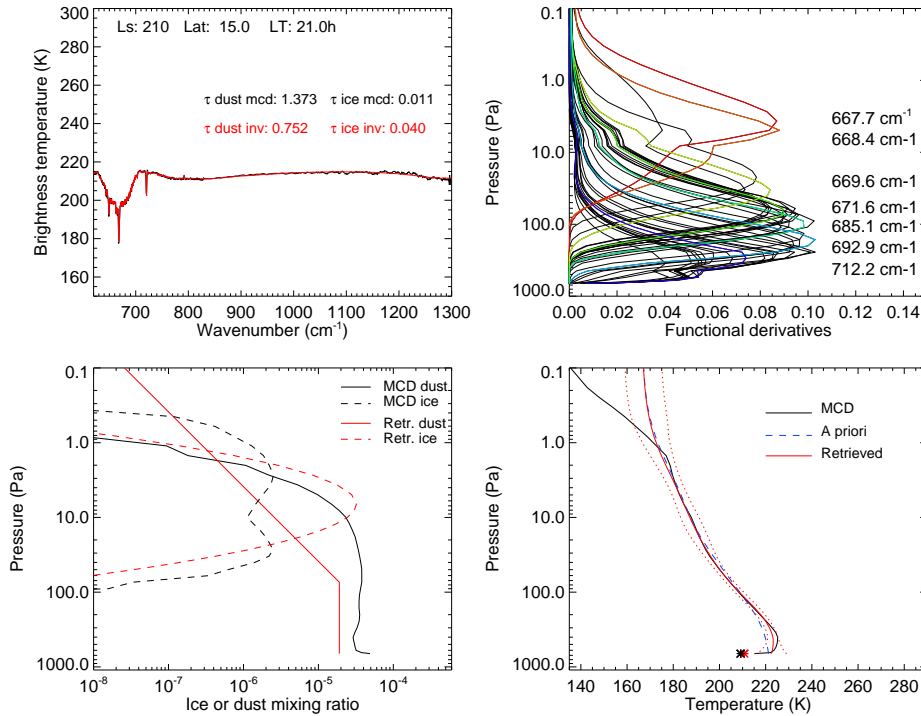 Ls: 210 Lat: 15.0 LT: 21.0h
τ dust mcd: 1.373 τ ice mcd: 0.011
τ dust inv: 0.752 τ ice inv: 0.040
Brightness temperature (K)
300
280
260
240
220
200
180
160
700 800 900 1000 1100 1200 1300
Wavenumber (cm⁻¹)
Pressure (Pa)
0.1
1.0
10.0
100.0
1000.0
667.7 cm⁻¹
668.4 cm-1
669.6 cm-1
671.6 cm-1
685.1 cm-1
692.9 cm-1
712.2 cm-1
0.00 0.02 0.04 0.06 0.08 0.10 0.12 0.14
Functional derivatives
Pressure (Pa)
0.1
1.0
10.0
100.0
1000.0
MCD dust
MCD ice
Retr. dust
Retr. ice
10⁻⁸ 10⁻⁷ 10⁻⁶ 10⁻⁵ 10⁻⁴
Ice or dust mixing ratio
Pressure (Pa)
0.1
1.0
10.0
100.0
1000.0
MCD
A priori
Retrieved
140 160 180 200 220 240 260 280
Temperature (K)